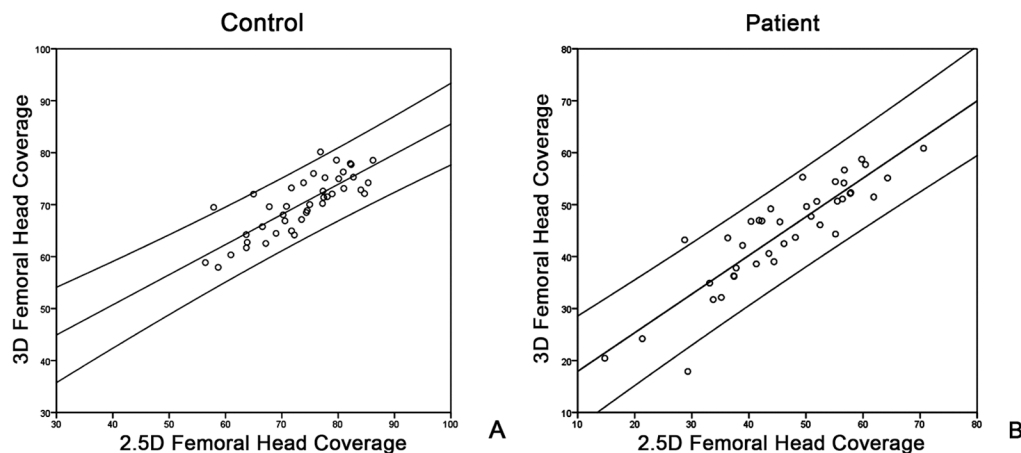 Control
3D Femoral Head Coverage
100
90
80
70
60
50
40
30
30 40 50 60 70 80 90 100
2.5D Femoral Head Coverage
A
Patient
3D Femoral Head Coverage
80
70
60
50
40
30
20
10
10 20 30 40 50 60 70 80
2.5D Femoral Head Coverage
B